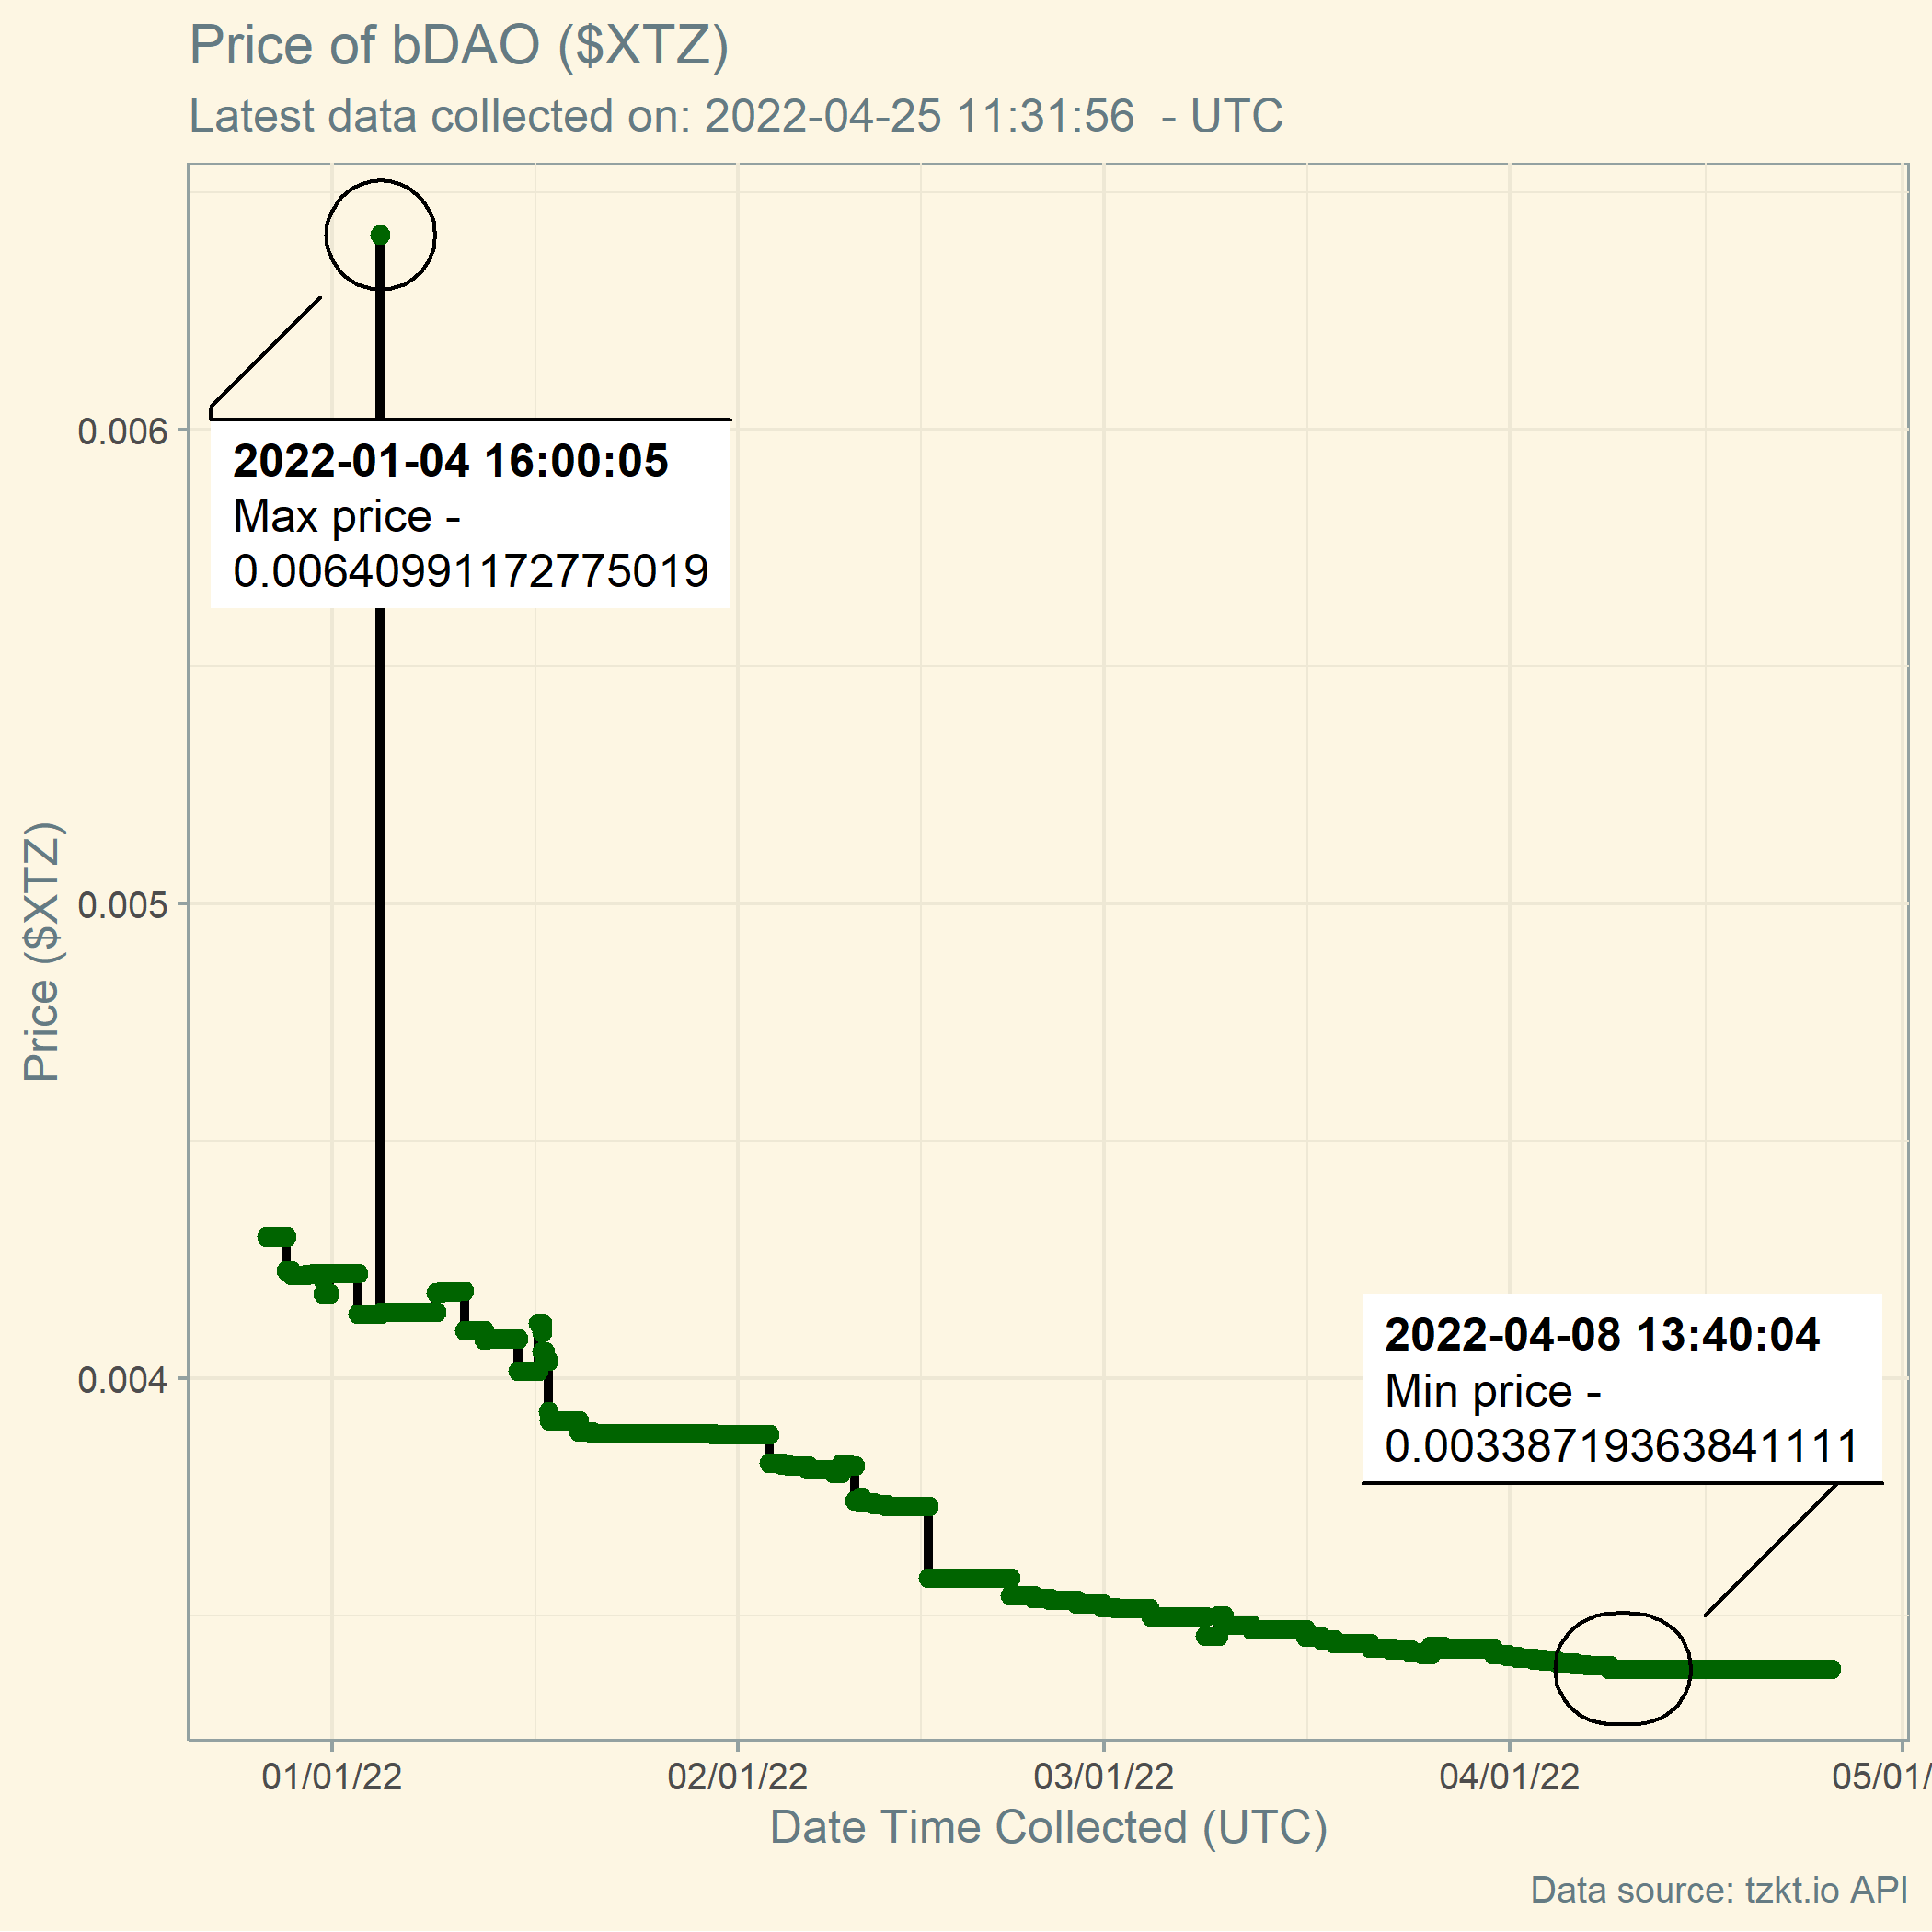 Price of bDAO ($XTZ)
Latest data collected on: 2022-04-25 11:31:56  - UTC
2022-01-04 16:00:05
Max price -
0.00640991172775019
0.006
0.005
0.004
Price ($XTZ)
2022-04-08 13:40:04
Min price -
0.00338719363841111
01/01/22
02/01/22
03/01/22
04/01/22
05/01/
Date Time Collected (UTC)
Data source: tzkt.io API